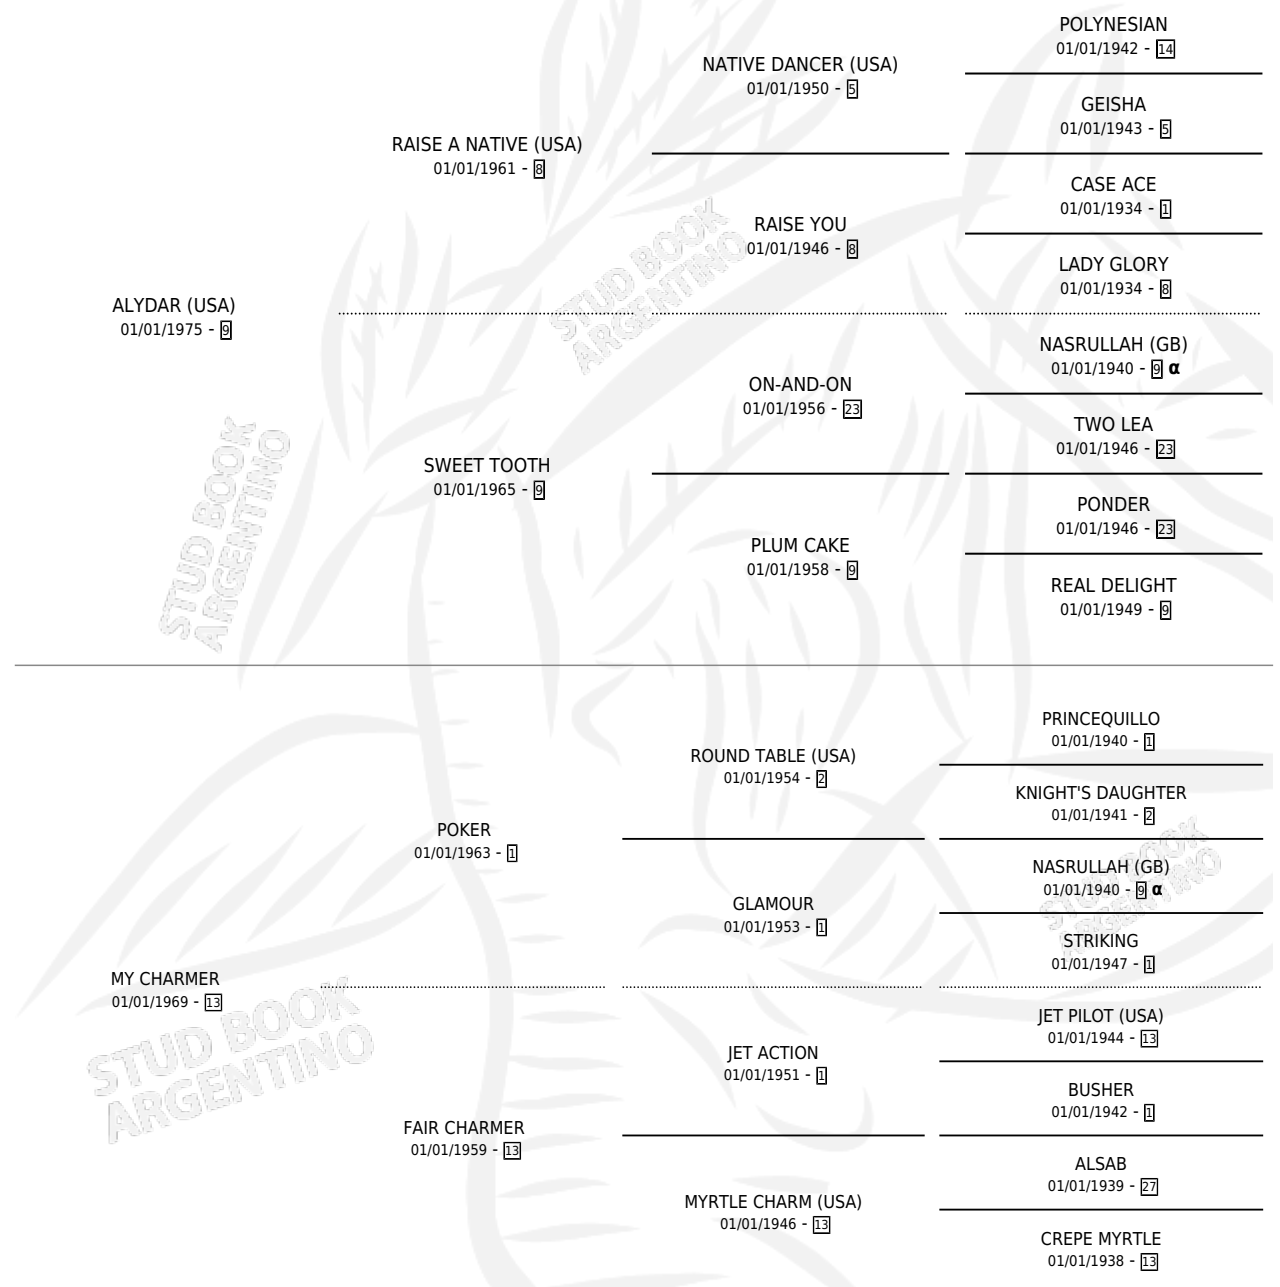 POLYNESIAN
01/01/1942 - 14
NATIVE DANCER (USA)
01/01/1950 - 5
GEISHA
01/01/1943 - 5
RAISE A NATIVE (USA)
01/01/1961 - 8
CASE ACE
01/01/1934 - 1
RAISE YOU
01/01/1946 - 8
LADY GLORY
01/01/1934 - 8
ALYDAR (USA)
01/01/1975 - 9
NASRULLAH (GB)
01/01/1940 - 9 α
ON-AND-ON
01/01/1956 - 23
TWO LEA
01/01/1946 - 23
SWEET TOOTH
01/01/1965 - 9
PONDER
01/01/1946 - 23
PLUM CAKE
01/01/1958 - 9
REAL DELIGHT
01/01/1949 - 9
PRINCEQUILLO
01/01/1940 - 1
ROUND TABLE (USA)
01/01/1954 - 2
KNIGHT'S DAUGHTER
01/01/1941 - 2
POKER
01/01/1963 - 1
NASRULLAH (GB)
01/01/1940 - 9 α
GLAMOUR
01/01/1953 - 1
STRIKING
01/01/1947 - 1
MY CHARMER
01/01/1969 - 13
JET PILOT (USA)
01/01/1944 - 13
JET ACTION
01/01/1951 - 1
BUSHER
01/01/1942 - 1
FAIR CHARMER
01/01/1959 - 13
ALSAB
01/01/1939 - 27
MYRTLE CHARM (USA)
01/01/1946 - 13
CREPE MYRTLE
01/01/1938 - 13
STUD BOOK
ARGENTINO
STUD BOOK
ARGENTINO
STUD BOOK
ARGENTINO
STUD BOOK
ARGENTINO